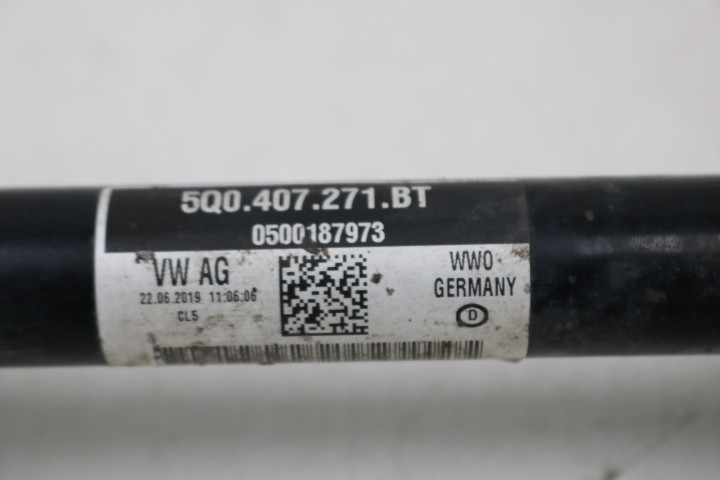 5Q0.407.271.BT
0500187973
VW AG
22.06.2019 11:06:06
CL5
WWO
GERMANY
D